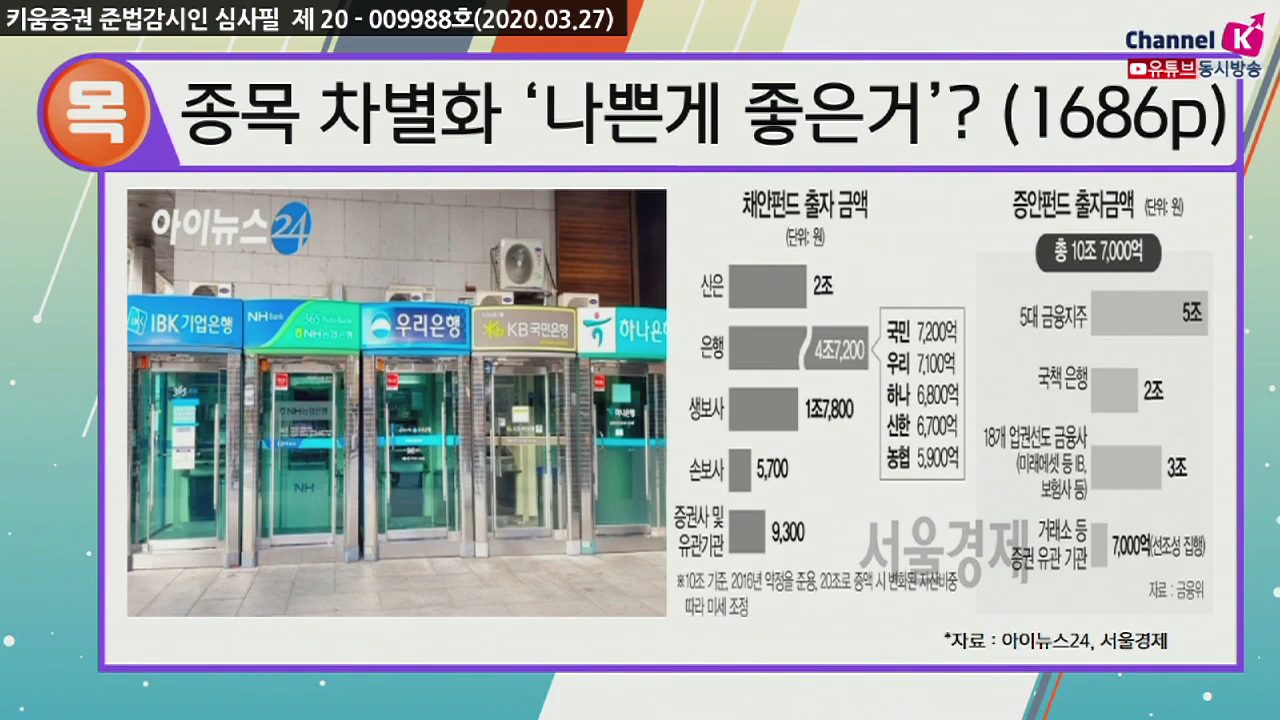 키움증권 준법감시인 심사필 제 20 - 009988호(2020.03.27)
Channel K
유튜브 동시방송
목
종목 차별화 ‘나쁜게 좋은거’? (1686p)
아이뉴스24
IBK 기업은행
NH Bank
365 AutoBank
NH농협은행
우리은행
KB 국민은행
하나은행
365
NH농협은행
NH
채안펀드 출자 금액
(단위: 원)
산은 2조
은행 4조7,200
생보사 1조7,800
손보사 5,700
증권사 및
유관기관 9,300
국민 7,200억
우리 7,100억
하나 6,800억
신한 6,700억
농협 5,900억
※10조 기준, 2016년 약정을 준용, 20조로 증액 시 변화된 자산비중
따라 미세 조정
증안펀드 출자금액 (단위: 원)
총 10조 7,000억
5대 금융지주 5조
국책 은행 2조
18개 업권선도 금융사
(미래에셋 등 IB,
보험사 등) 3조
거래소 등
증권 유관 기관 7,000억(선조성 집행)
자료 : 금융위
서울경제
*자료 : 아이뉴스24, 서울경제